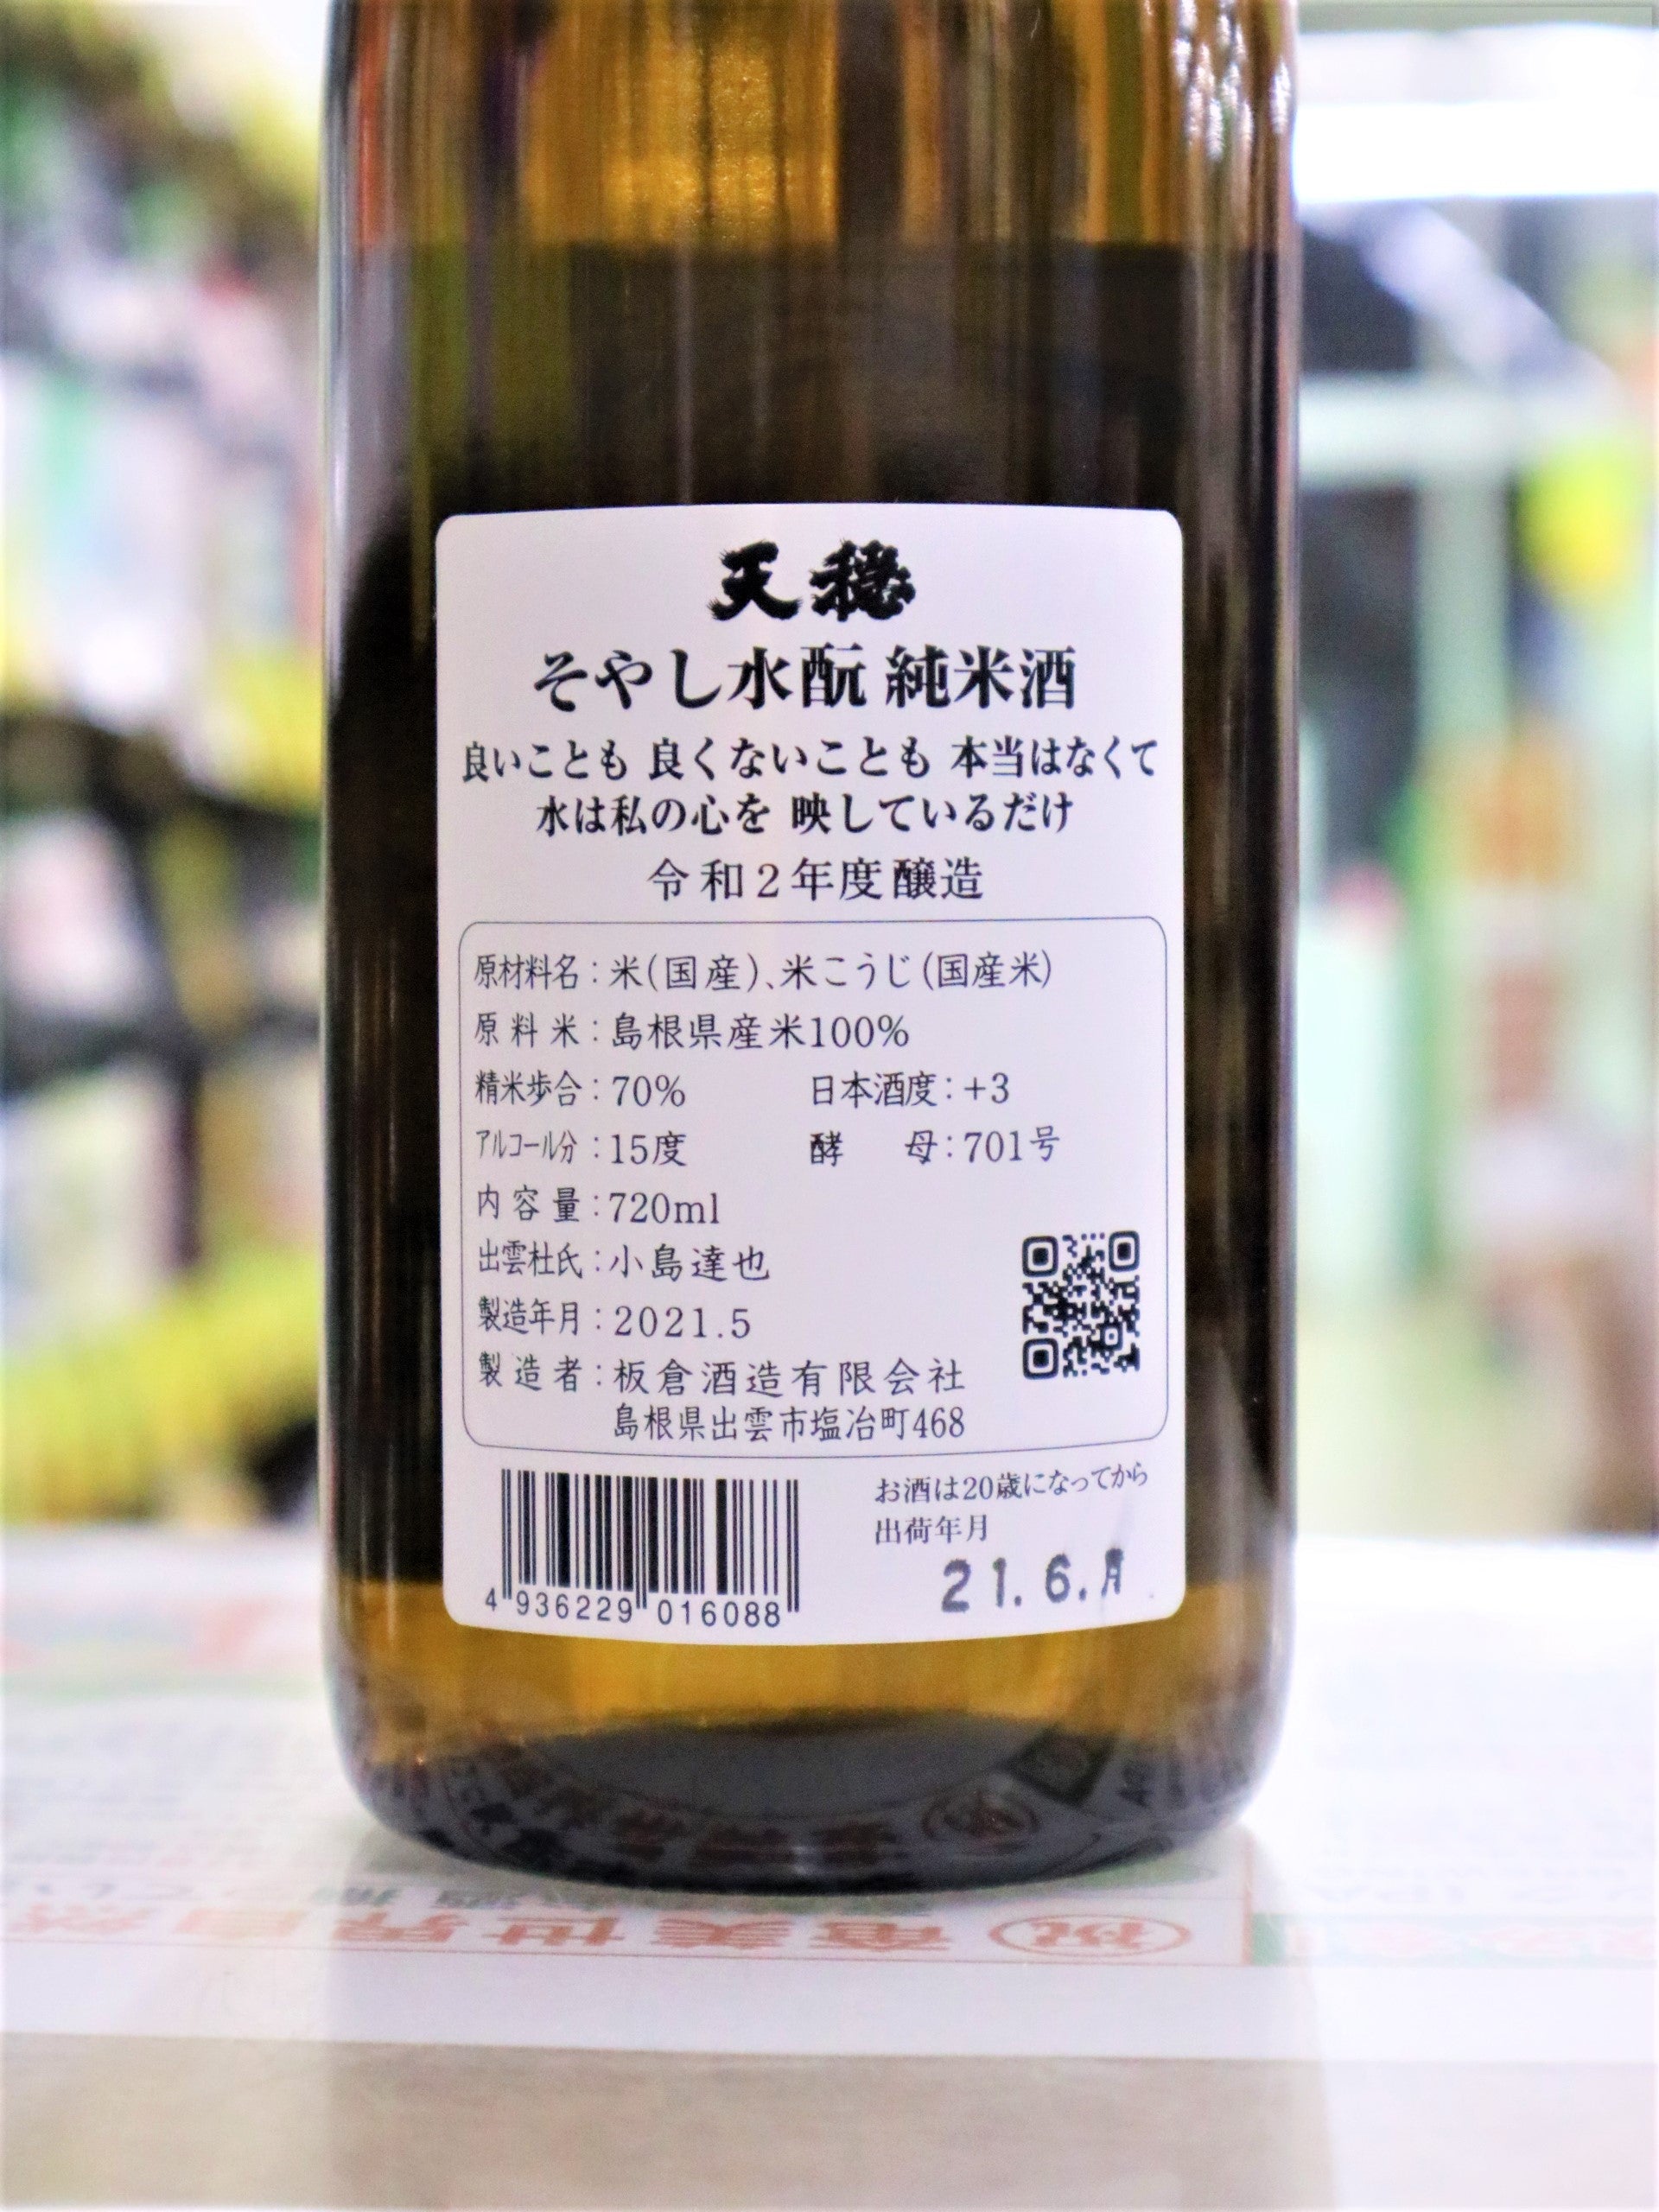 天穏
そやし水酛 純米酒
良いことも 良くないことも 本当はなくて
水は私の心を 映しているだけ
令和2年度醸造
原材料名:米(国産)、米こうじ(国産米)
原料米:島根県産米100%
精米歩合:70% 日本酒度:+3
アルコール分:15度 酵母:701号
内容量:720ml
出雲杜氏:小島達也
製造年月:2021.5
製造者:板倉酒造有限会社
島根県出雲市塩冶町468
お酒は20歳になってから
出荷年月
21.6.月
4 936229 016088